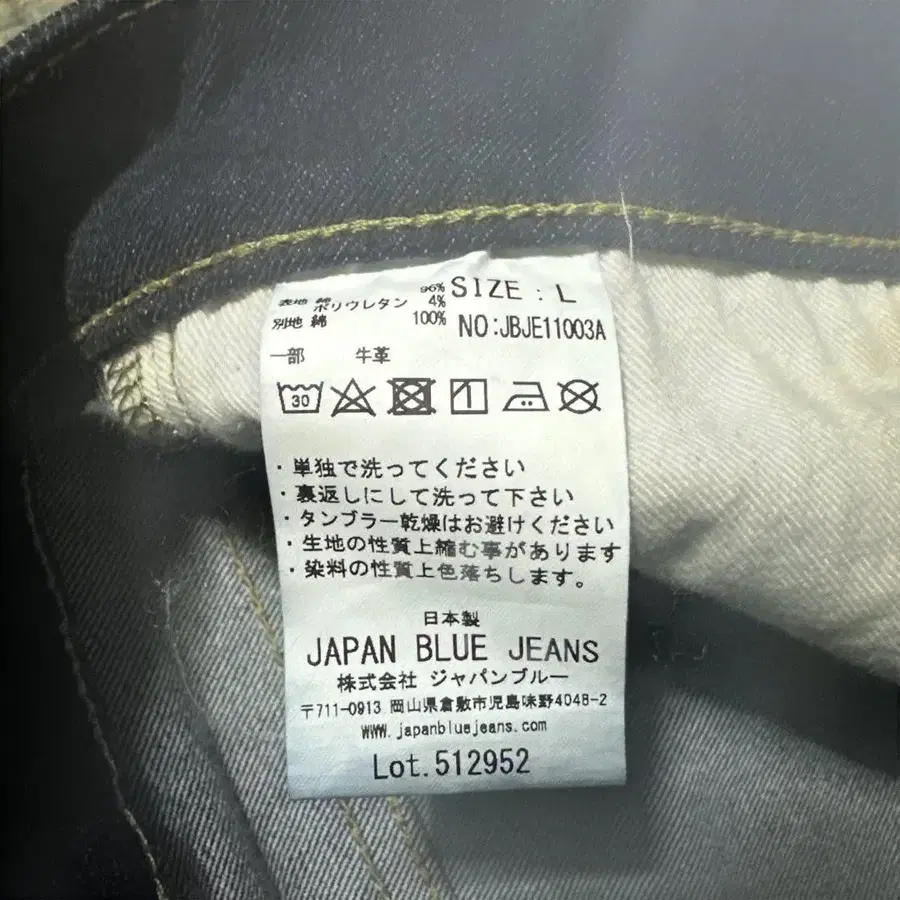 表地 綿 96% SIZE : L
ポリウレタン 4%
別地 綿 100% NO:JBJE11003A
一部 牛革
30
・単独で洗ってください
・裏返しにして洗って下さい
・タンブラー乾燥はお避けください
・生地の性質上縮む事があります
・染料の性質上色落ちします。
日本製
JAPAN BLUE JEANS
株式会社 ジャパンブルー
〒711-0913 岡山県倉敷市児島味野4048-2
www.japanbluejeans.com
Lot.512952